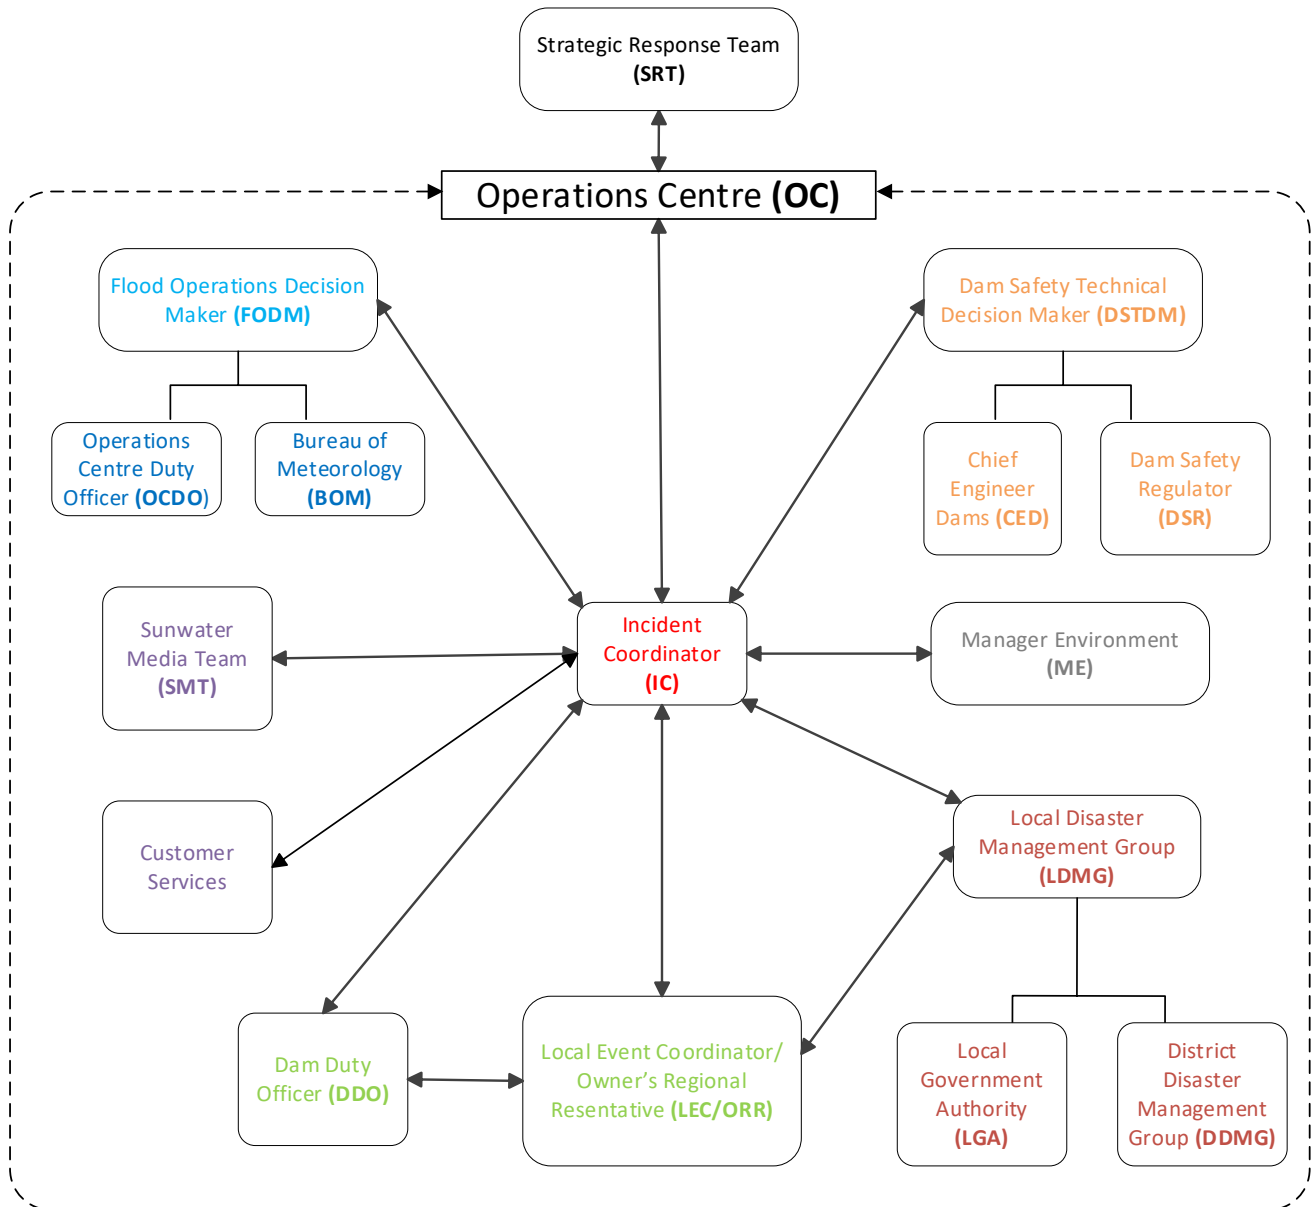 Strategic Response Team
(SRT)
Operations Centre (OC)
Flood Operations Decision
Maker (FODM)
Dam Safety Technical
Decision Maker (DSTDM)
Operations
Centre Duty
Officer (OCDO)
Bureau of
Meteorology
(BOM)
Chief
Engineer
Dams (CED)
Dam Safety
Regulator
(DSR)
Sunwater
Media Team
(SMT)
Incident
Coordinator
(IC)
Manager Environment
(ME)
Customer
Services
Local Disaster
Management Group
(LDMG)
Dam Duty
Officer (DDO)
Local Event Coordinator/
Owner’s Regional
Resentative (LEC/ORR)
Local
Government
Authority
(LGA)
District
Disaster
Management
Group (DDMG)